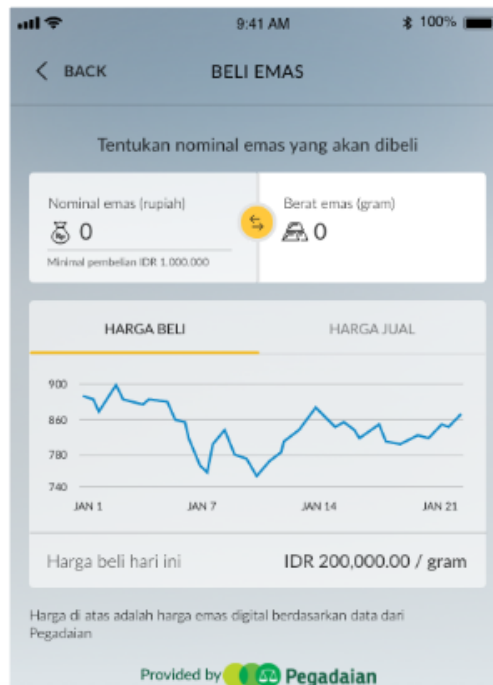 9:41 AM
100%
BACK
BELI EMAS
Tentukan nominal emas yang akan dibeli
Nominal emas (rupiah)
0
Minimal pembelian IDR 1.000.000
Berat emas (gram)
0
HARGA BELI
HARGA JUAL
900
860
780
740
JAN 1
JAN 7
JAN 14
JAN 21
Harga beli hari ini
IDR 200,000.00 / gram
Harga di atas adalah harga emas digital berdasarkan data dari
Pegadaian
Provided by Pegadaian